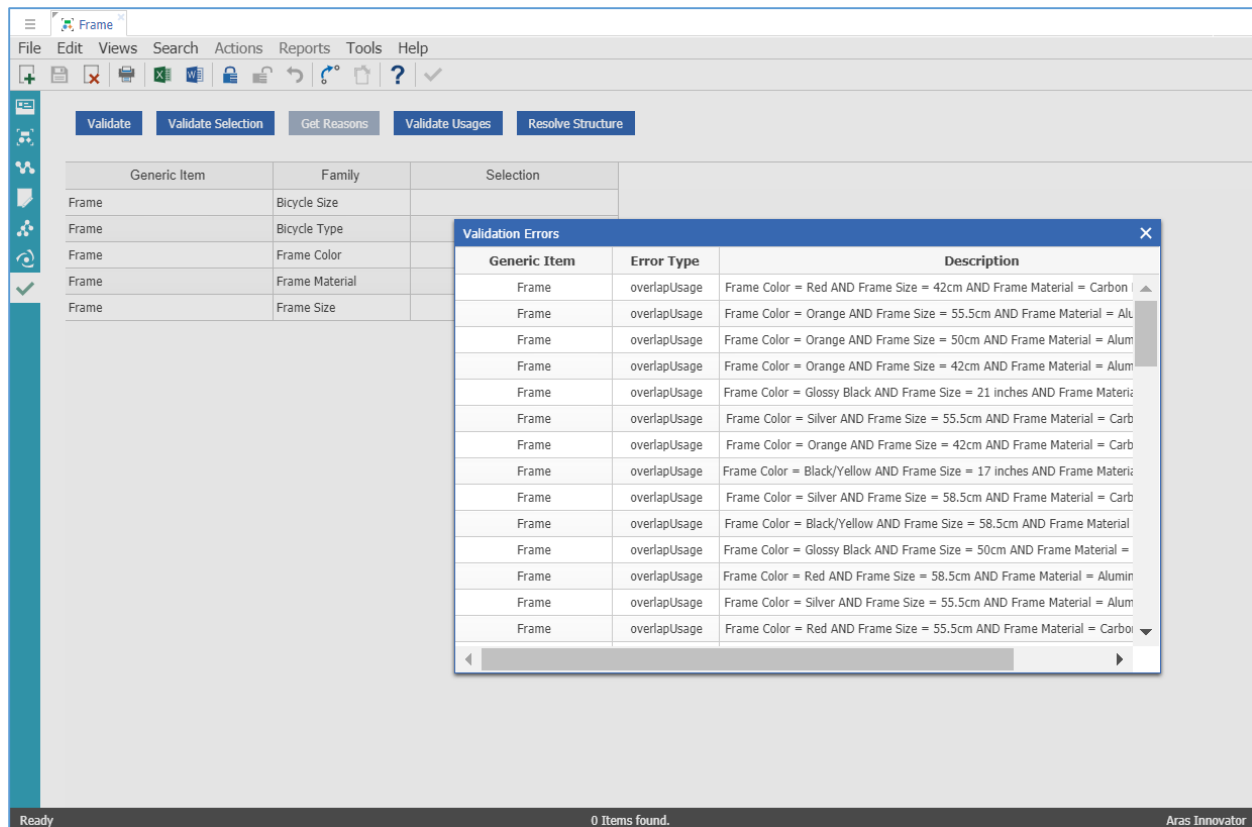 Frame
File Edit Views Search Actions Reports Tools Help
Validate Validate Selection Get Reasons Validate Usages Resolve Structure
Generic Item Family Selection
Frame Bicycle Size
Frame Bicycle Type
Frame Frame Color
Frame Frame Material
Frame Frame Size
Validation Errors
Generic Item Error Type Description
Frame overlapUsage Frame Color = Red AND Frame Size = 42cm AND Frame Material = Carbon
Frame overlapUsage Frame Color = Orange AND Frame Size = 55.5cm AND Frame Material = Alu
Frame overlapUsage Frame Color = Orange AND Frame Size = 50cm AND Frame Material = Alum
Frame overlapUsage Frame Color = Orange AND Frame Size = 42cm AND Frame Material = Alum
Frame overlapUsage Frame Color = Glossy Black AND Frame Size = 21 inches AND Frame Materia
Frame overlapUsage Frame Color = Silver AND Frame Size = 55.5cm AND Frame Material = Carb
Frame overlapUsage Frame Color = Orange AND Frame Size = 42cm AND Frame Material = Carb
Frame overlapUsage Frame Color = Black/Yellow AND Frame Size = 17 inches AND Frame Materia
Frame overlapUsage Frame Color = Silver AND Frame Size = 58.5cm AND Frame Material = Carb
Frame overlapUsage Frame Color = Black/Yellow AND Frame Size = 58.5cm AND Frame Material
Frame overlapUsage Frame Color = Glossy Black AND Frame Size = 50cm AND Frame Material =
Frame overlapUsage Frame Color = Red AND Frame Size = 58.5cm AND Frame Material = Alumin
Frame overlapUsage Frame Color = Silver AND Frame Size = 55.5cm AND Frame Material = Alum
Frame overlapUsage Frame Color = Red AND Frame Size = 55.5cm AND Frame Material = Carbo
Ready 0 Items found. Aras Innovator